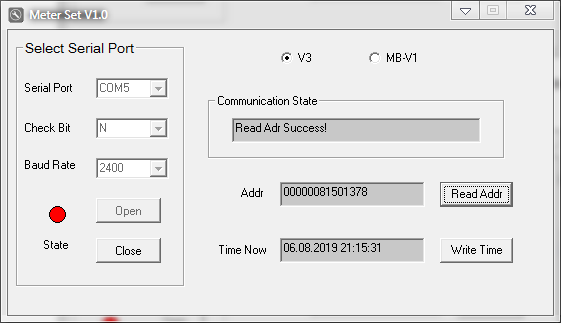 Meter Set V1.0
Select Serial Port
Serial Port COM5
Check Bit N
Baud Rate 2400
Open
State
Close
V3 MB-V1
Communication State
Read Adr Success!
Addr 00000081501378 Read Addr
Time Now 06.08.2019 21:15:31 Write Time